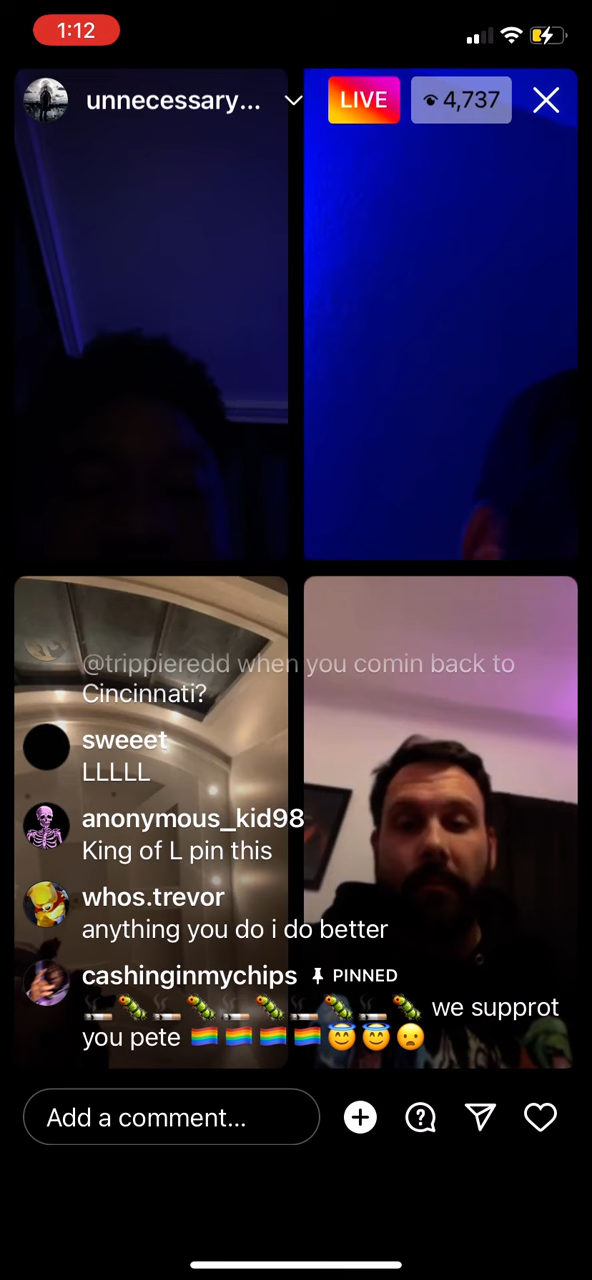 1:12
unnecessary...
LIVE
4,737
@trippieredd when you comin back to
Cincinnati?
sweeet
LLLLL
anonymous_kid98
King of L pin this
whos.trevor
anything you do i do better
cashinginmychips PINNED
🚬🐛🚬🐛🚬🐛🚬🐛🚬🐛 we supprot
you pete 🏳️‍🌈🏳️‍🌈🏳️‍🌈🏳️‍🌈😇😇😦
Add a comment...